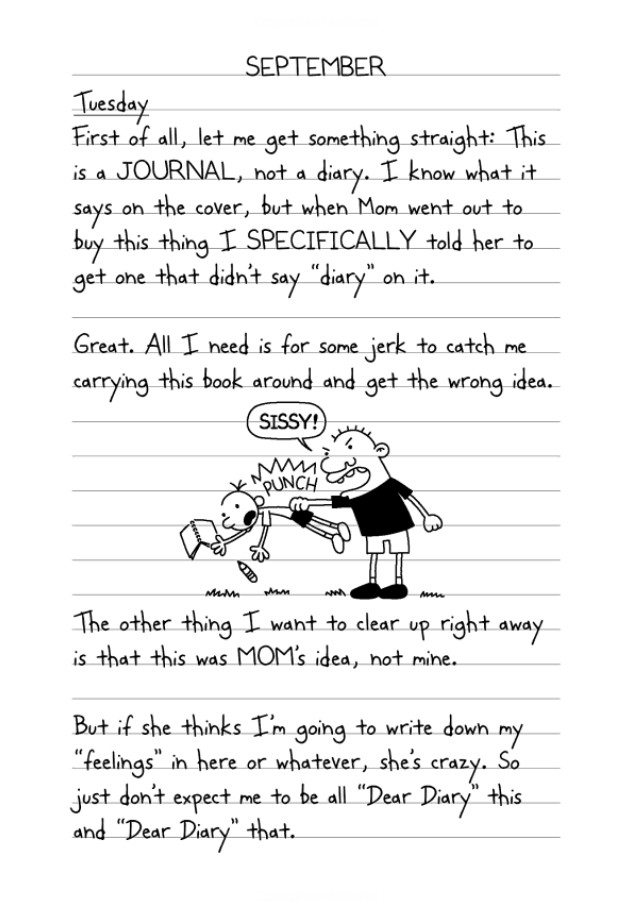 SEPTEMBER
Tuesday
First of all, let me get something straight: This
is a JOURNAL, not a diary. I know what it
says on the cover, but when Mom went out to
buy this thing I SPECIFICALLY told her to
get one that didn't say "diary" on it.
Great. All I need is for some jerk to catch me
carrying this book around and get the wrong idea.
SISSY!
PUNCH
The other thing I want to clear up right away
is that this was MOM's idea, not mine.
But if she thinks I'm going to write down my
"feelings" in here or whatever, she's crazy. So
just don't expect me to be all "Dear Diary" this
and "Dear Diary" that.